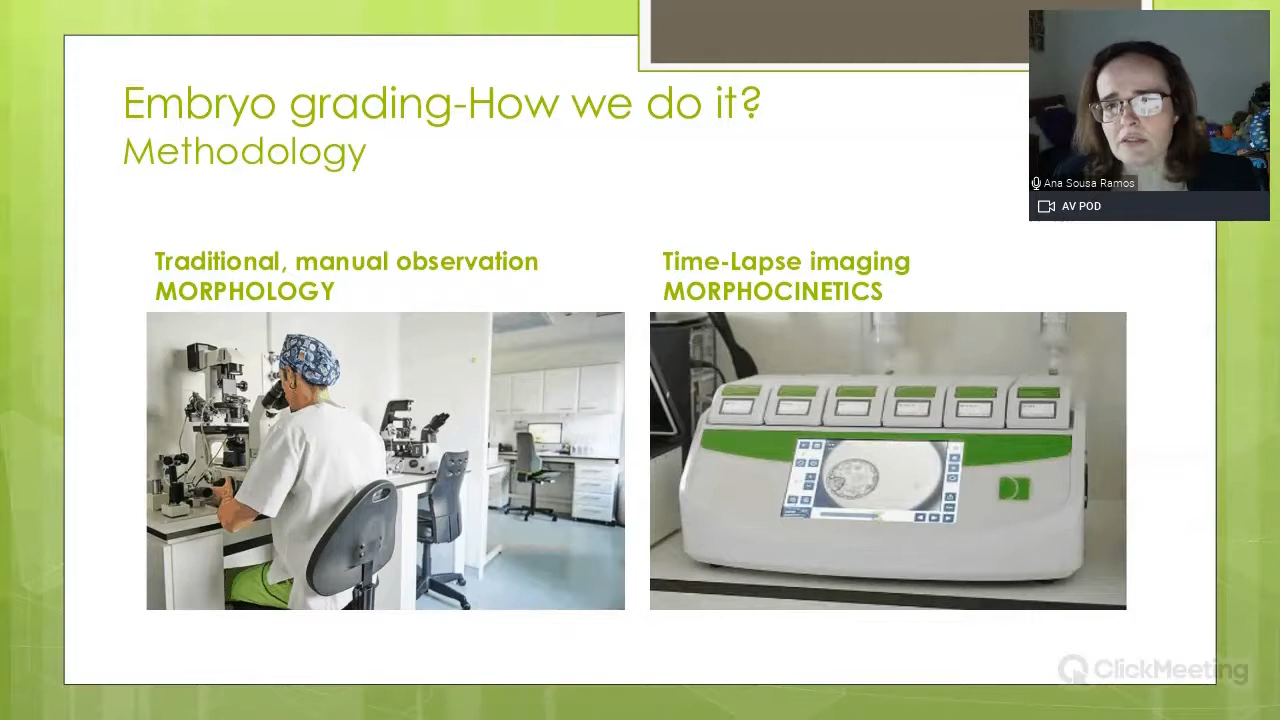 Embryo grading-How we do it?
Methodology
Ana Sousa Ramos
AV POD
Traditional, manual observation
MORPHOLOGY
Time-Lapse imaging
MORPHOCINETICS
ClickMeeting